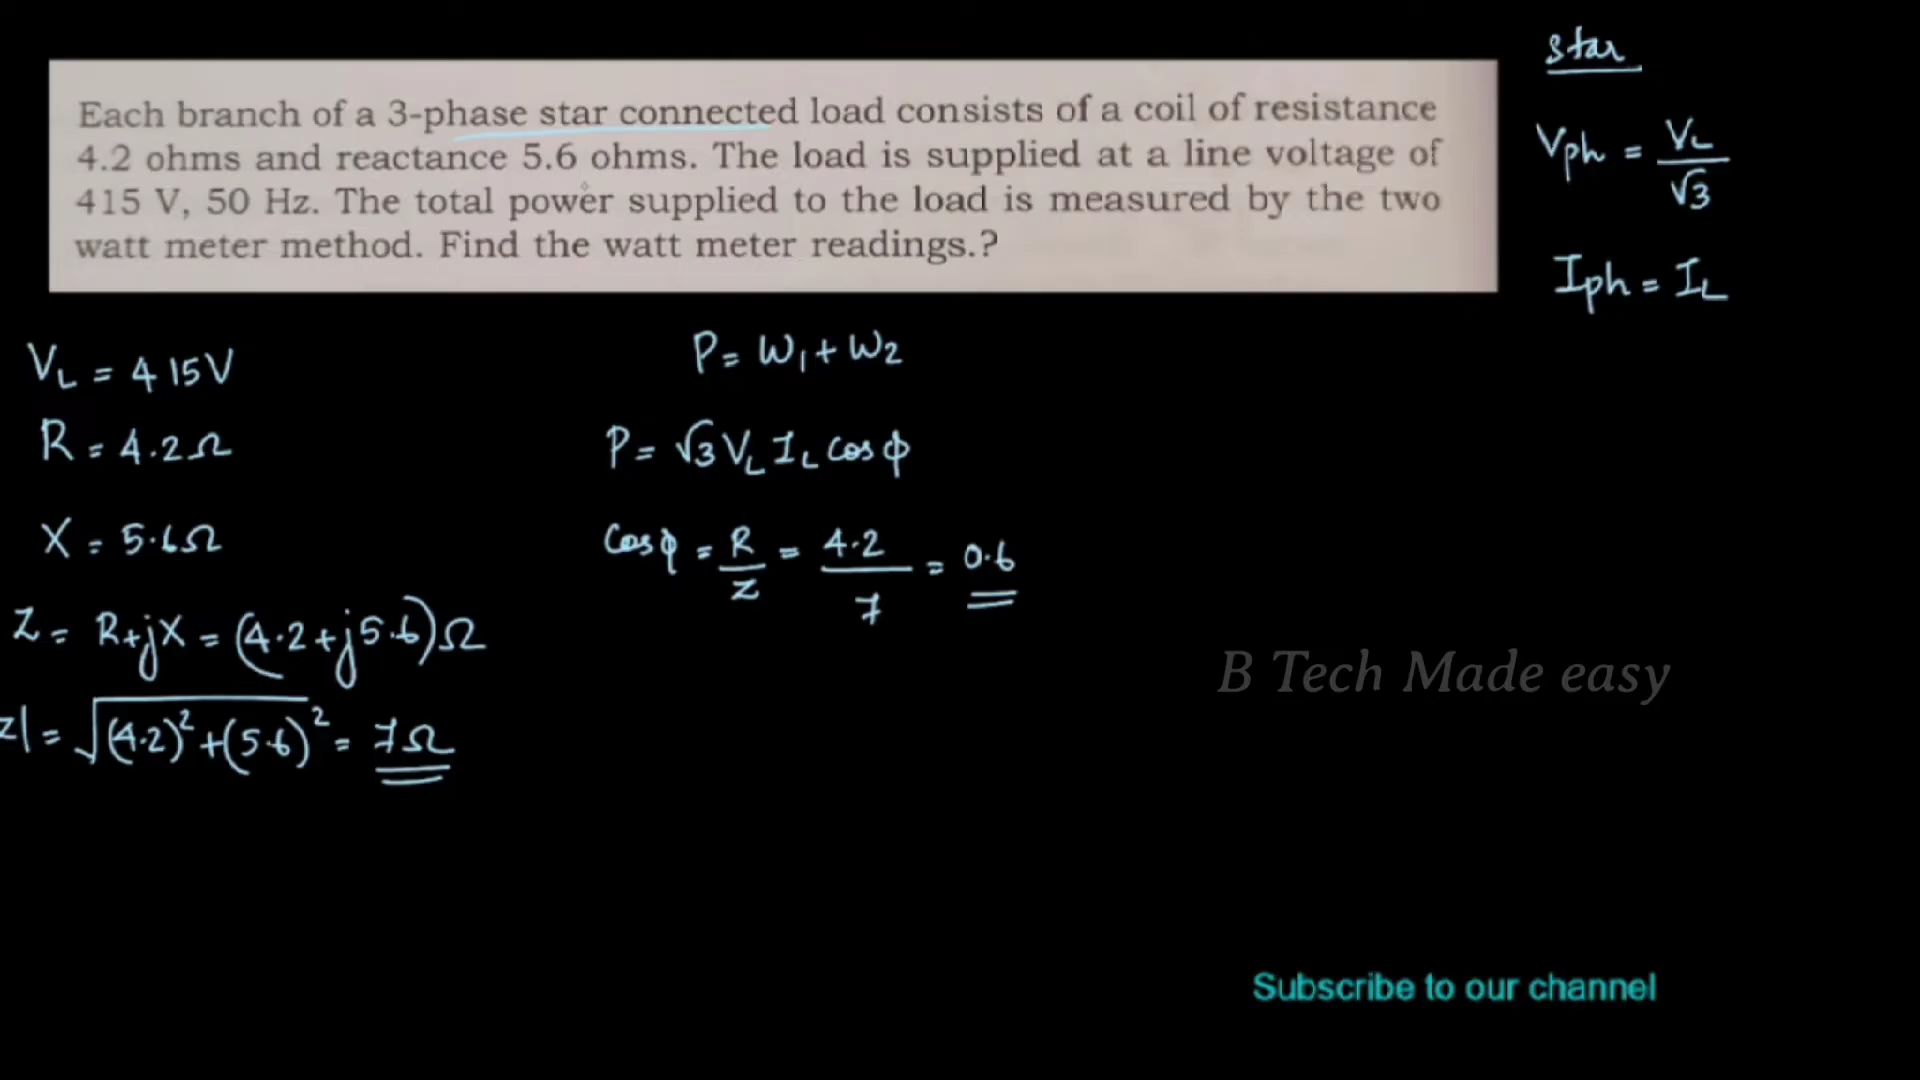 Each branch of a 3-phase star connected load consists of a coil of resistance
4.2 ohms and reactance 5.6 ohms. The load is supplied at a line voltage of
415 V, 50 Hz. The total power supplied to the load is measured by the two
watt meter method. Find the watt meter readings.?
star
Vph = VL/√3
Iph = IL
VL = 415V
R = 4.2Ω
X = 5.6Ω
Z = R+jX = (4.2+j5.6)Ω
z| = √(4.2)²+(5.6)² = 7Ω
P = W1 + W2
P = √3 VL IL cos ϕ
Cosϕ = R/Z = 4.2/7 = 0.6
B Tech Made easy
Subscribe to our channel